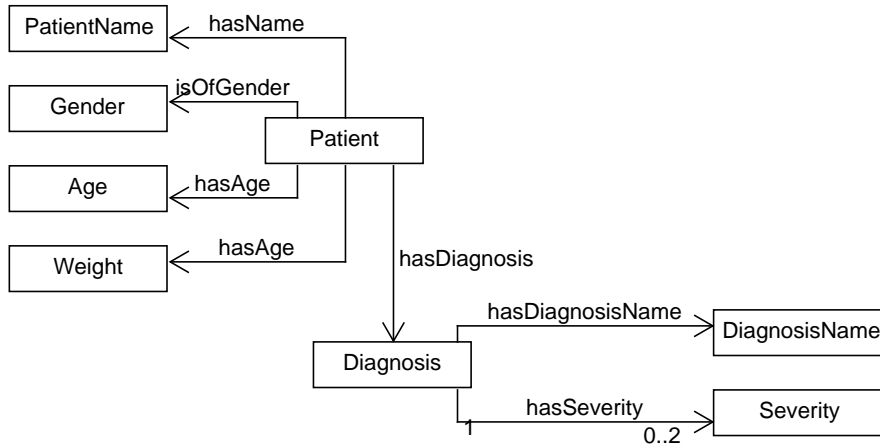 PatientName
hasName
isOfGender
Gender
Patient
Age
hasAge
Weight
hasAge
hasDiagnosis
hasDiagnosisName
DiagnosisName
Diagnosis
hasSeverity
Severity
1
0..2